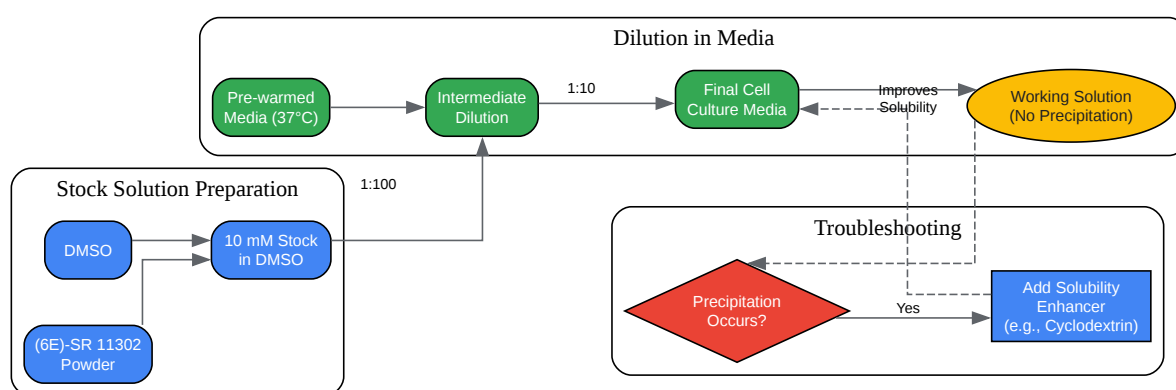 Dilution in Media
Pre-warmed
Media (37°C)
Intermediate
Dilution
1:10
Final Cell
Culture Media
Improves
Solubility
Working Solution
(No Precipitation)
Stock Solution Preparation
1:100
DMSO
10 mM Stock
in DMSO
(6E)-SR 11302
Powder
Troubleshooting
Precipitation
Occurs?
Yes
Add Solubility
Enhancer
(e.g., Cyclodextrin)